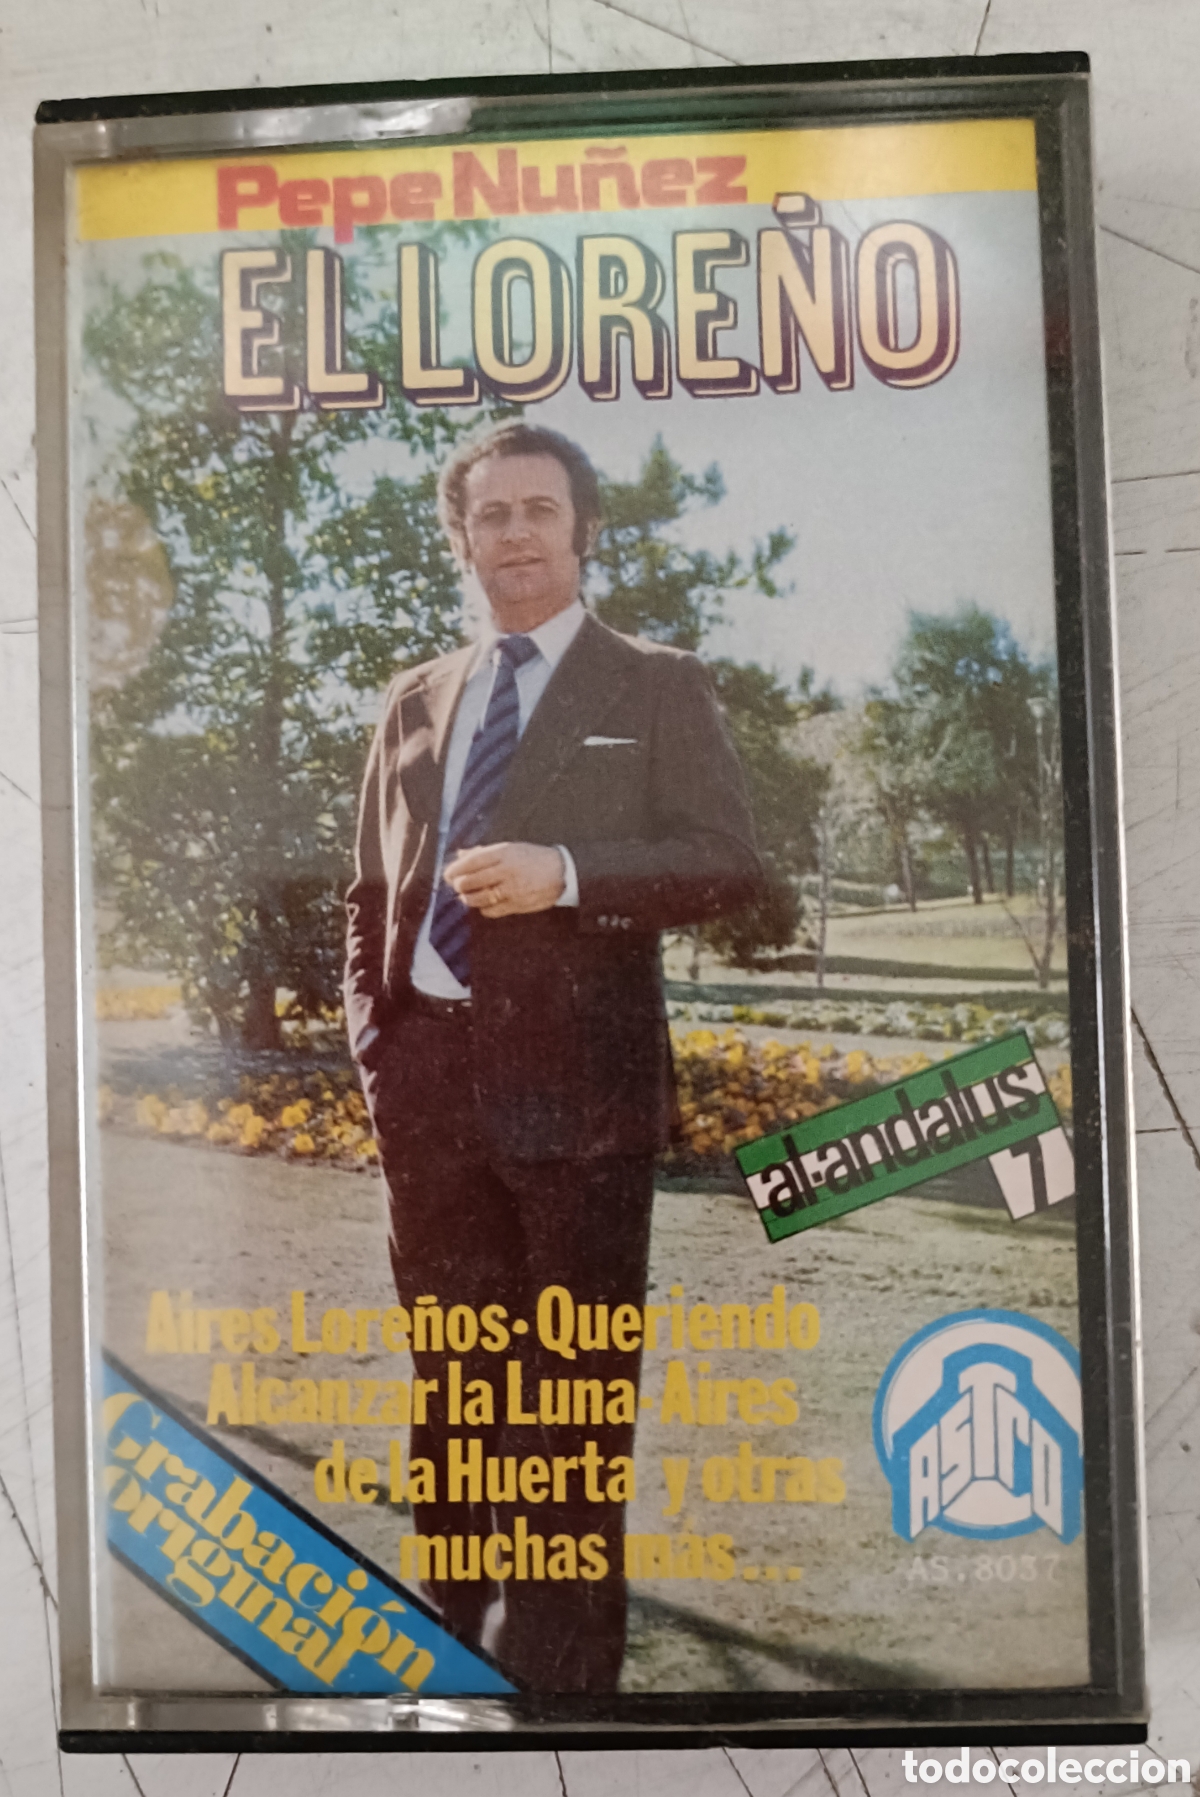 Pepe Nuñez
EL LOREÑO
al-andalus
7
Aires Loreños·Queriendo
Alcanzar la Luna-Aires
de la Huerta y otras
muchas más...
Grabación
original
ASTRO
AS.8037
todocoleccion